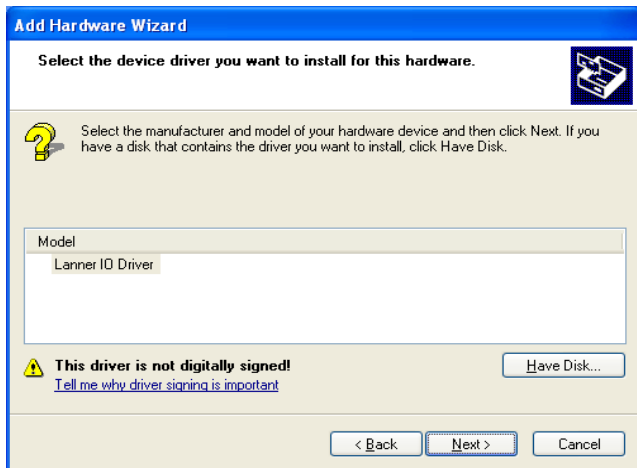 Add Hardware Wizard
Select the device driver you want to install for this hardware.
Select the manufacturer and model of your hardware device and then click Next. If you
have a disk that contains the driver you want to install, click Have Disk.
Model
Lanner IO Driver
This driver is not digitally signed!
Have Disk...
Tell me why driver signing is important
< Back
Next >
Cancel